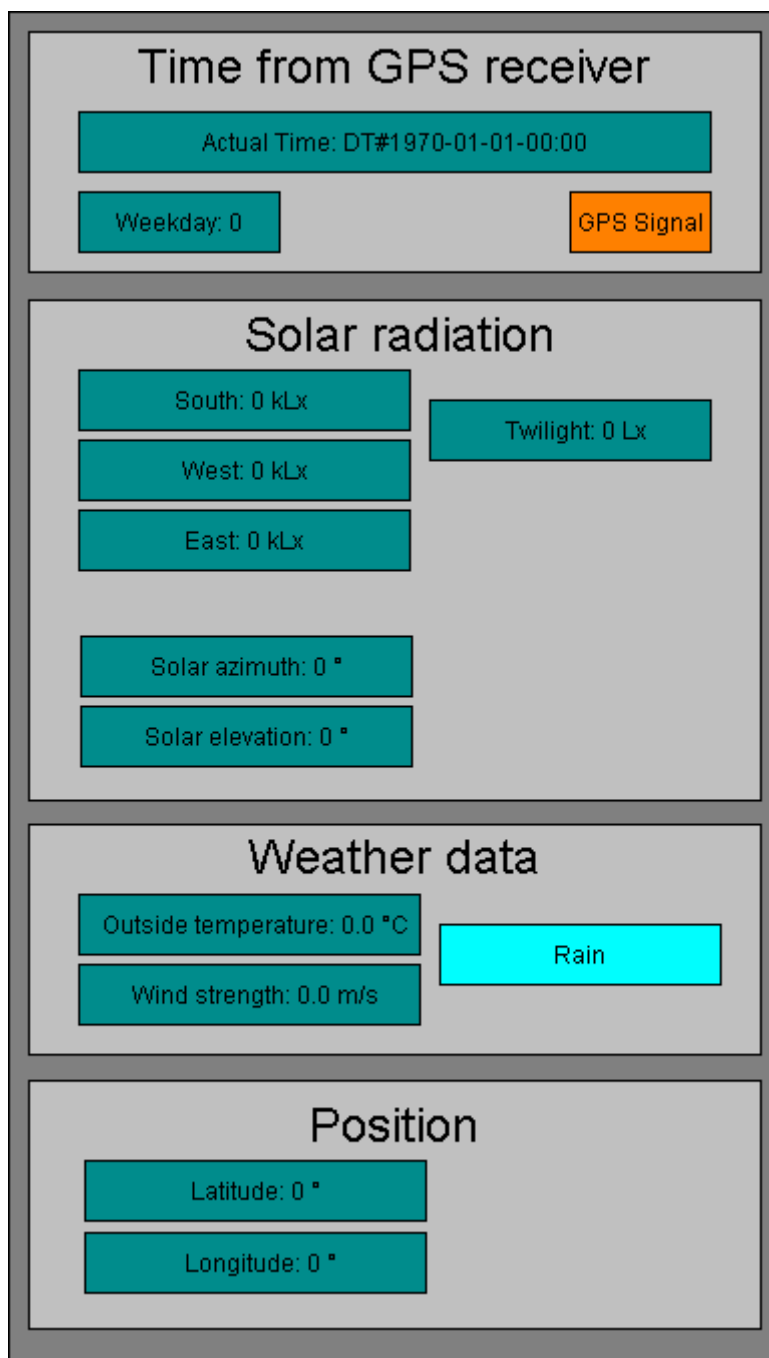 Time from GPS receiver
Actual Time: DT#1970-01-01-00:00
Weekday: 0
GPS Signal
Solar radiation
South: 0 kLx
Twilight: 0 Lx
West: 0 kLx
East: 0 kLx
Solar azimuth: 0 °
Solar elevation: 0 °
Weather data
Outside temperature: 0.0 °C
Rain
Wind strength: 0.0 m/s
Position
Latitude: 0 °
Longitude: 0 °